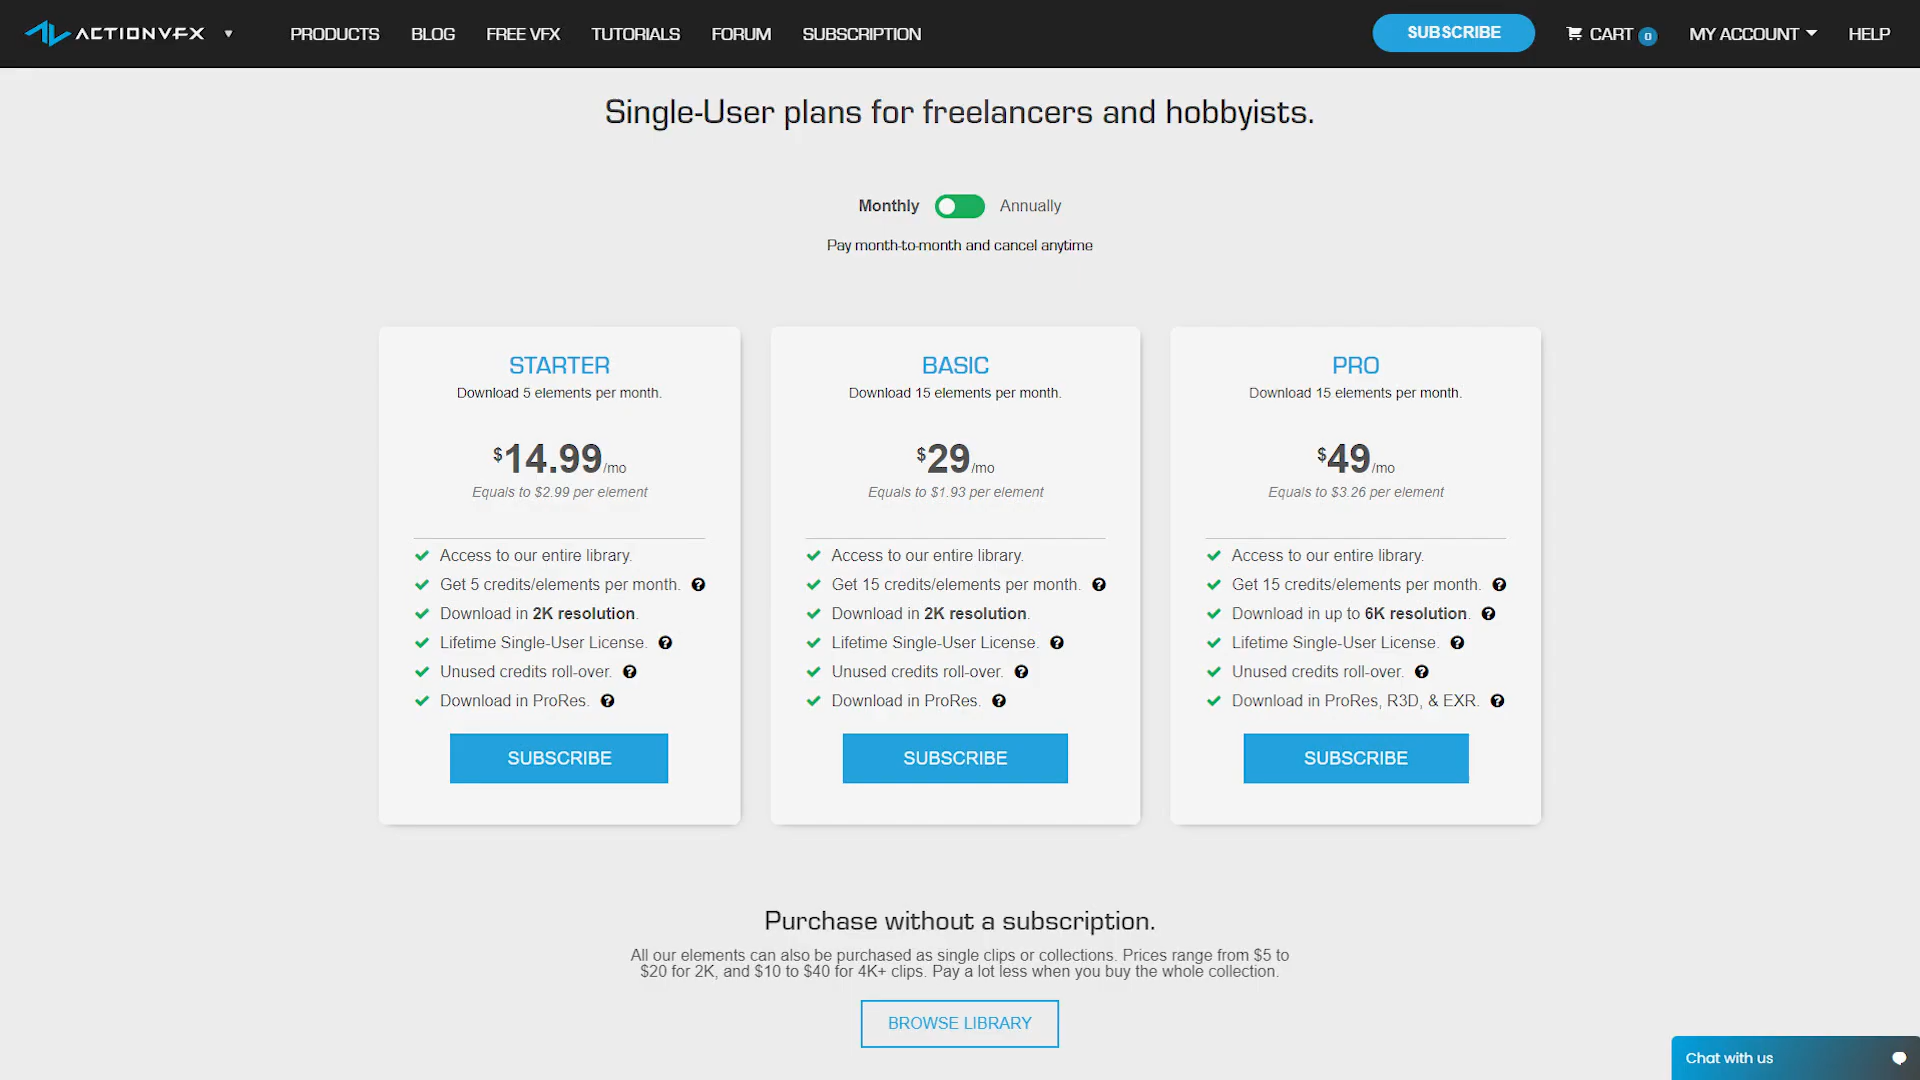 ACTIONVFX ▼ PRODUCTS BLOG FREE VFX TUTORIALS FORUM SUBSCRIPTION SUBSCRIBE CART 0 MY ACCOUNT HELP
Single-User plans for freelancers and hobbyists.
Monthly Annually
Pay month-to-month and cancel anytime
STARTER
Download 5 elements per month.
$14.99/mo
Equals to $2.99 per element
Access to our entire library.
Get 5 credits/elements per month. ?
Download in 2K resolution.
Lifetime Single-User License. ?
Unused credits roll-over. ?
Download in ProRes. ?
SUBSCRIBE
BASIC
Download 15 elements per month.
$29/mo
Equals to $1.93 per element
Access to our entire library.
Get 15 credits/elements per month. ?
Download in 2K resolution.
Lifetime Single-User License. ?
Unused credits roll-over. ?
Download in ProRes. ?
SUBSCRIBE
PRO
Download 15 elements per month.
$49/mo
Equals to $3.26 per element
Access to our entire library.
Get 15 credits/elements per month. ?
Download in up to 6K resolution. ?
Lifetime Single-User License. ?
Unused credits roll-over. ?
Download in ProRes, R3D, & EXR. ?
SUBSCRIBE
Purchase without a subscription.
All our elements can also be purchased as single clips or collections. Prices range from $5 to
$20 for 2K, and $10 to $40 for 4K+ clips. Pay a lot less when you buy the whole collection.
BROWSE LIBRARY
Chat with us